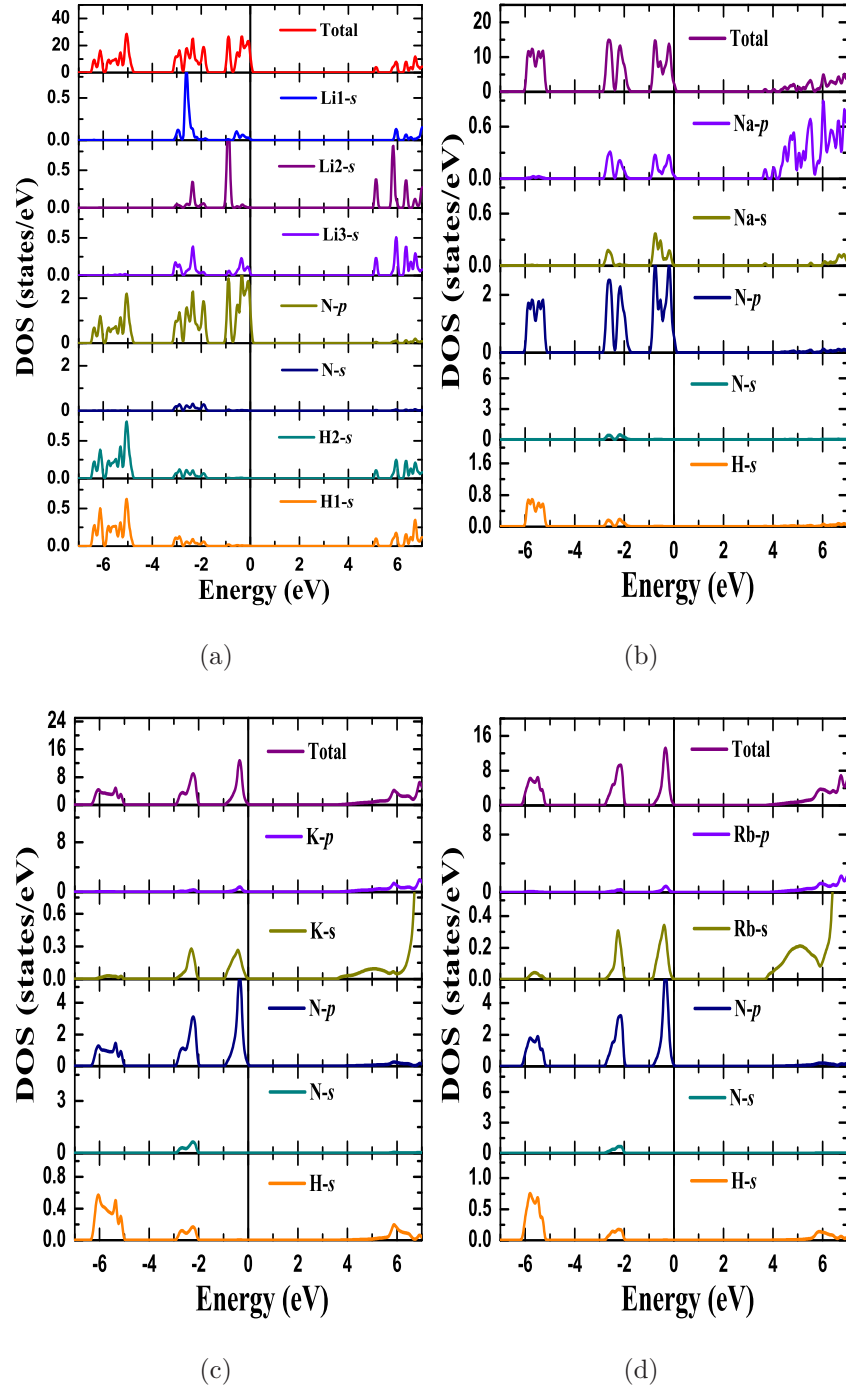 DOS (states/eV)
40
30
20
10
0
Total
0.5
0.0
Li1-s
0.5
0.0
Li2-s
0.5
0.0
Li3-s
2
0
N-p
2
0
N-s
0.5
0.0
H2-s
0.5
0.0
H1-s
-6 -4 -2 0 2 4 6
Energy (eV)
(a)
DOS (states/eV)
20
10
0
Total
0.6
0.0
Na-p
0.6
0.0
Na-s
2
0
N-p
6
3
0
N-s
1.6
0.8
0.0
H-s
-6 -4 -2 0 2 4 6
Energy (eV)
(b)
DOS (states/eV)
24
16
8
0
Total
8
0
K-p
0.6
0.3
0.0
K-s
4
2
0
N-p
3
0
N-s
0.8
0.4
0.0
H-s
-6 -4 -2 0 2 4 6
Energy (eV)
(c)
DOS (states/eV)
16
8
0
Total
8
4
0
Rb-p
0.4
0.2
0.0
Rb-s
4
2
0
N-p
6
3
0
N-s
1.0
0.5
0.0
H-s
-6 -4 -2 0 2 4 6
Energy (eV)
(d)